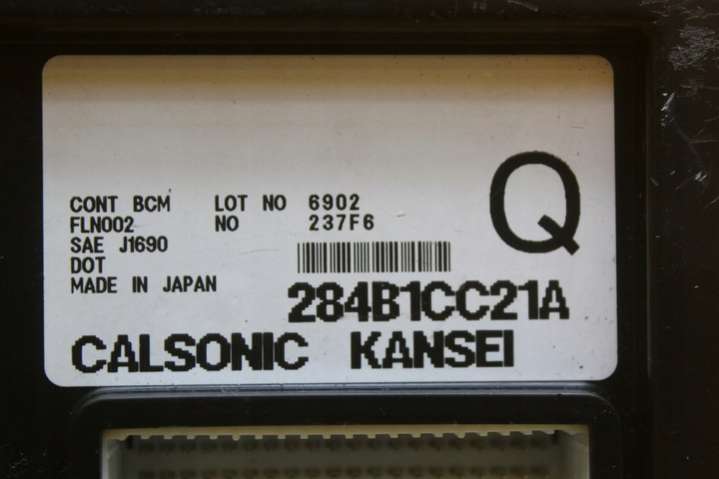 CONT BCM LOT NO 6902
FLN002 NO 237F6
SAE J1690
DOT
MADE IN JAPAN
Q
284B1CC21A
CALSONIC KANSEI